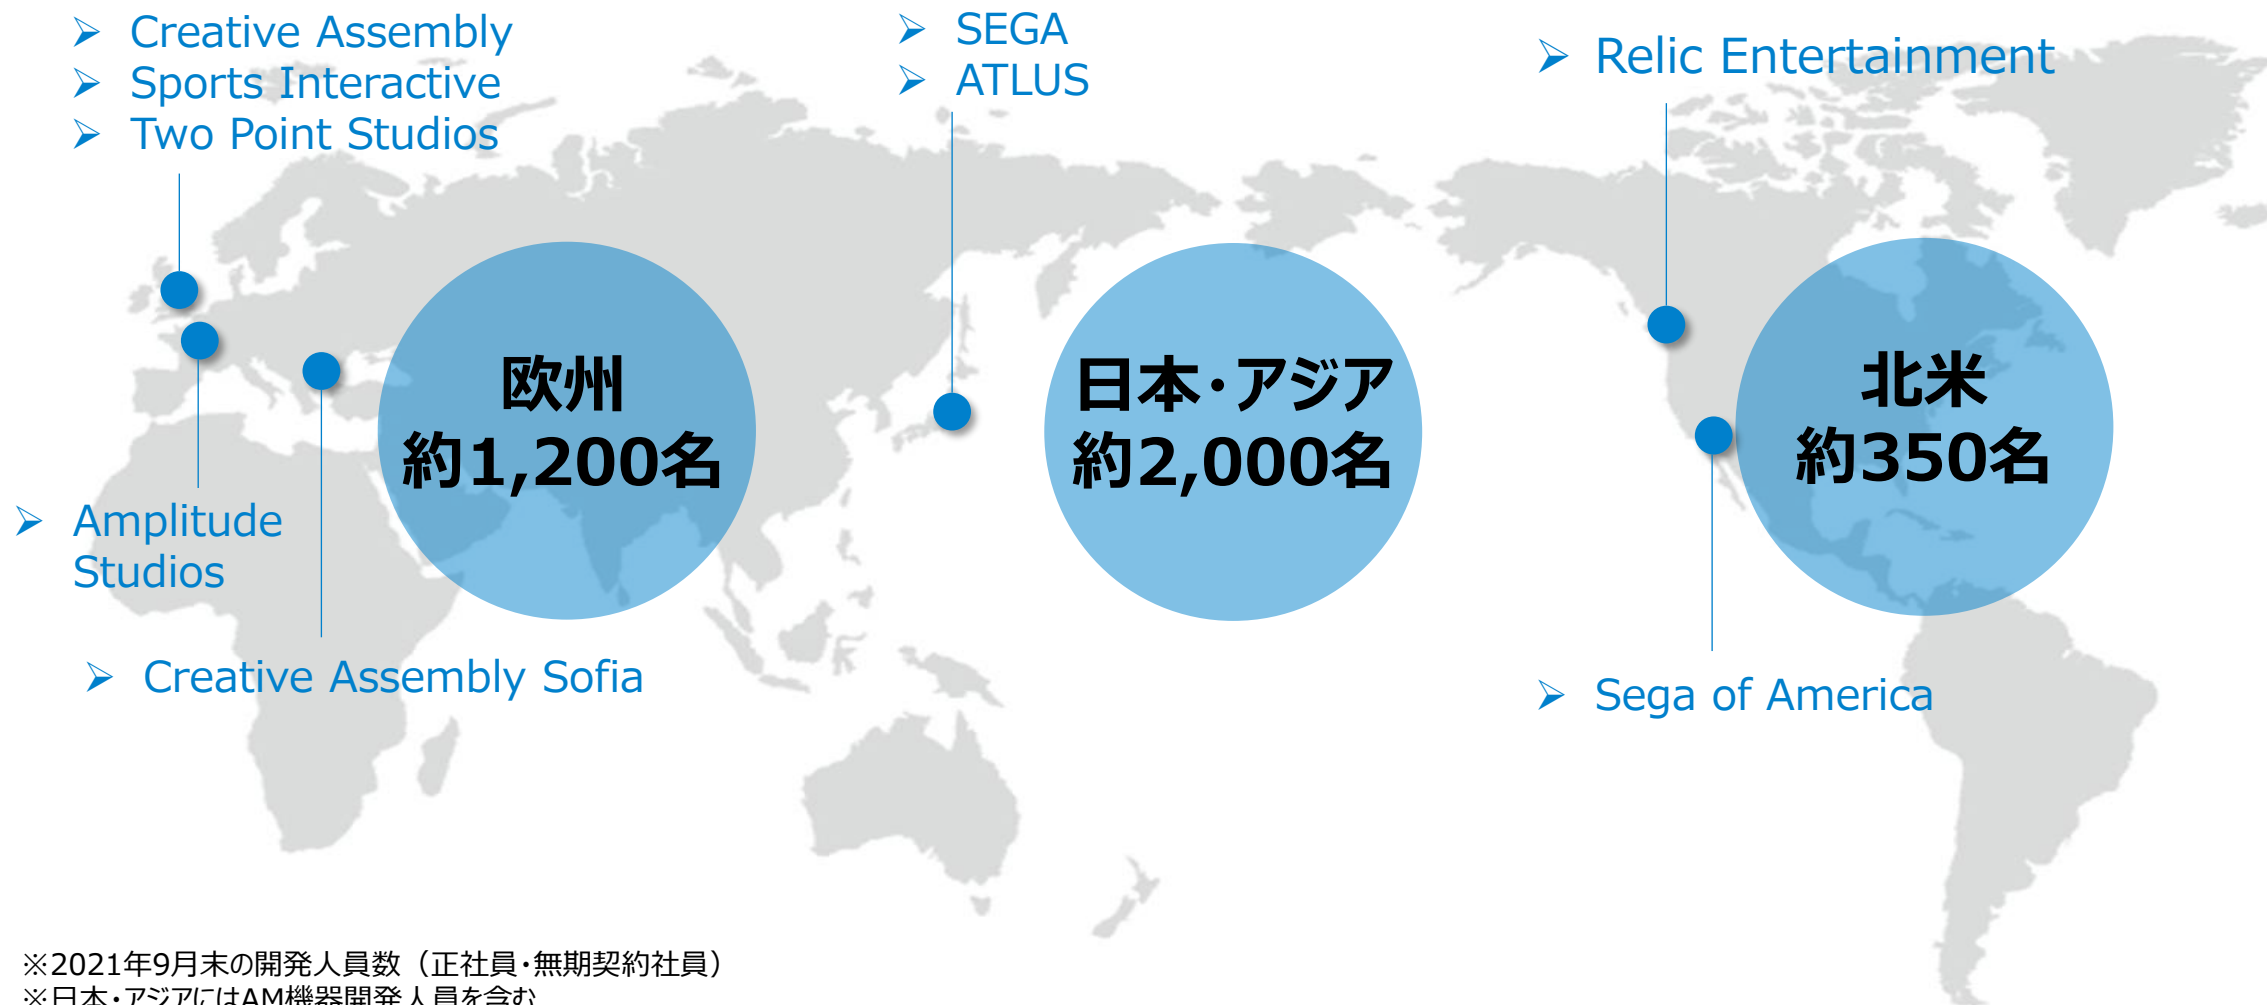 ➢ Creative Assembly
➢ Sports Interactive
➢ Two Point Studios
➢ SEGA
➢ ATLUS
➢ Relic Entertainment
欧州
約1,200名
日本・アジア
約2,000名
北米
約350名
➢ Amplitude
Studios
➢ Creative Assembly Sofia
➢ Sega of America
※2021年9月末の開発人員数（正社員・無期契約社員）
※日本・アジアにはAM機器開発人員を含む